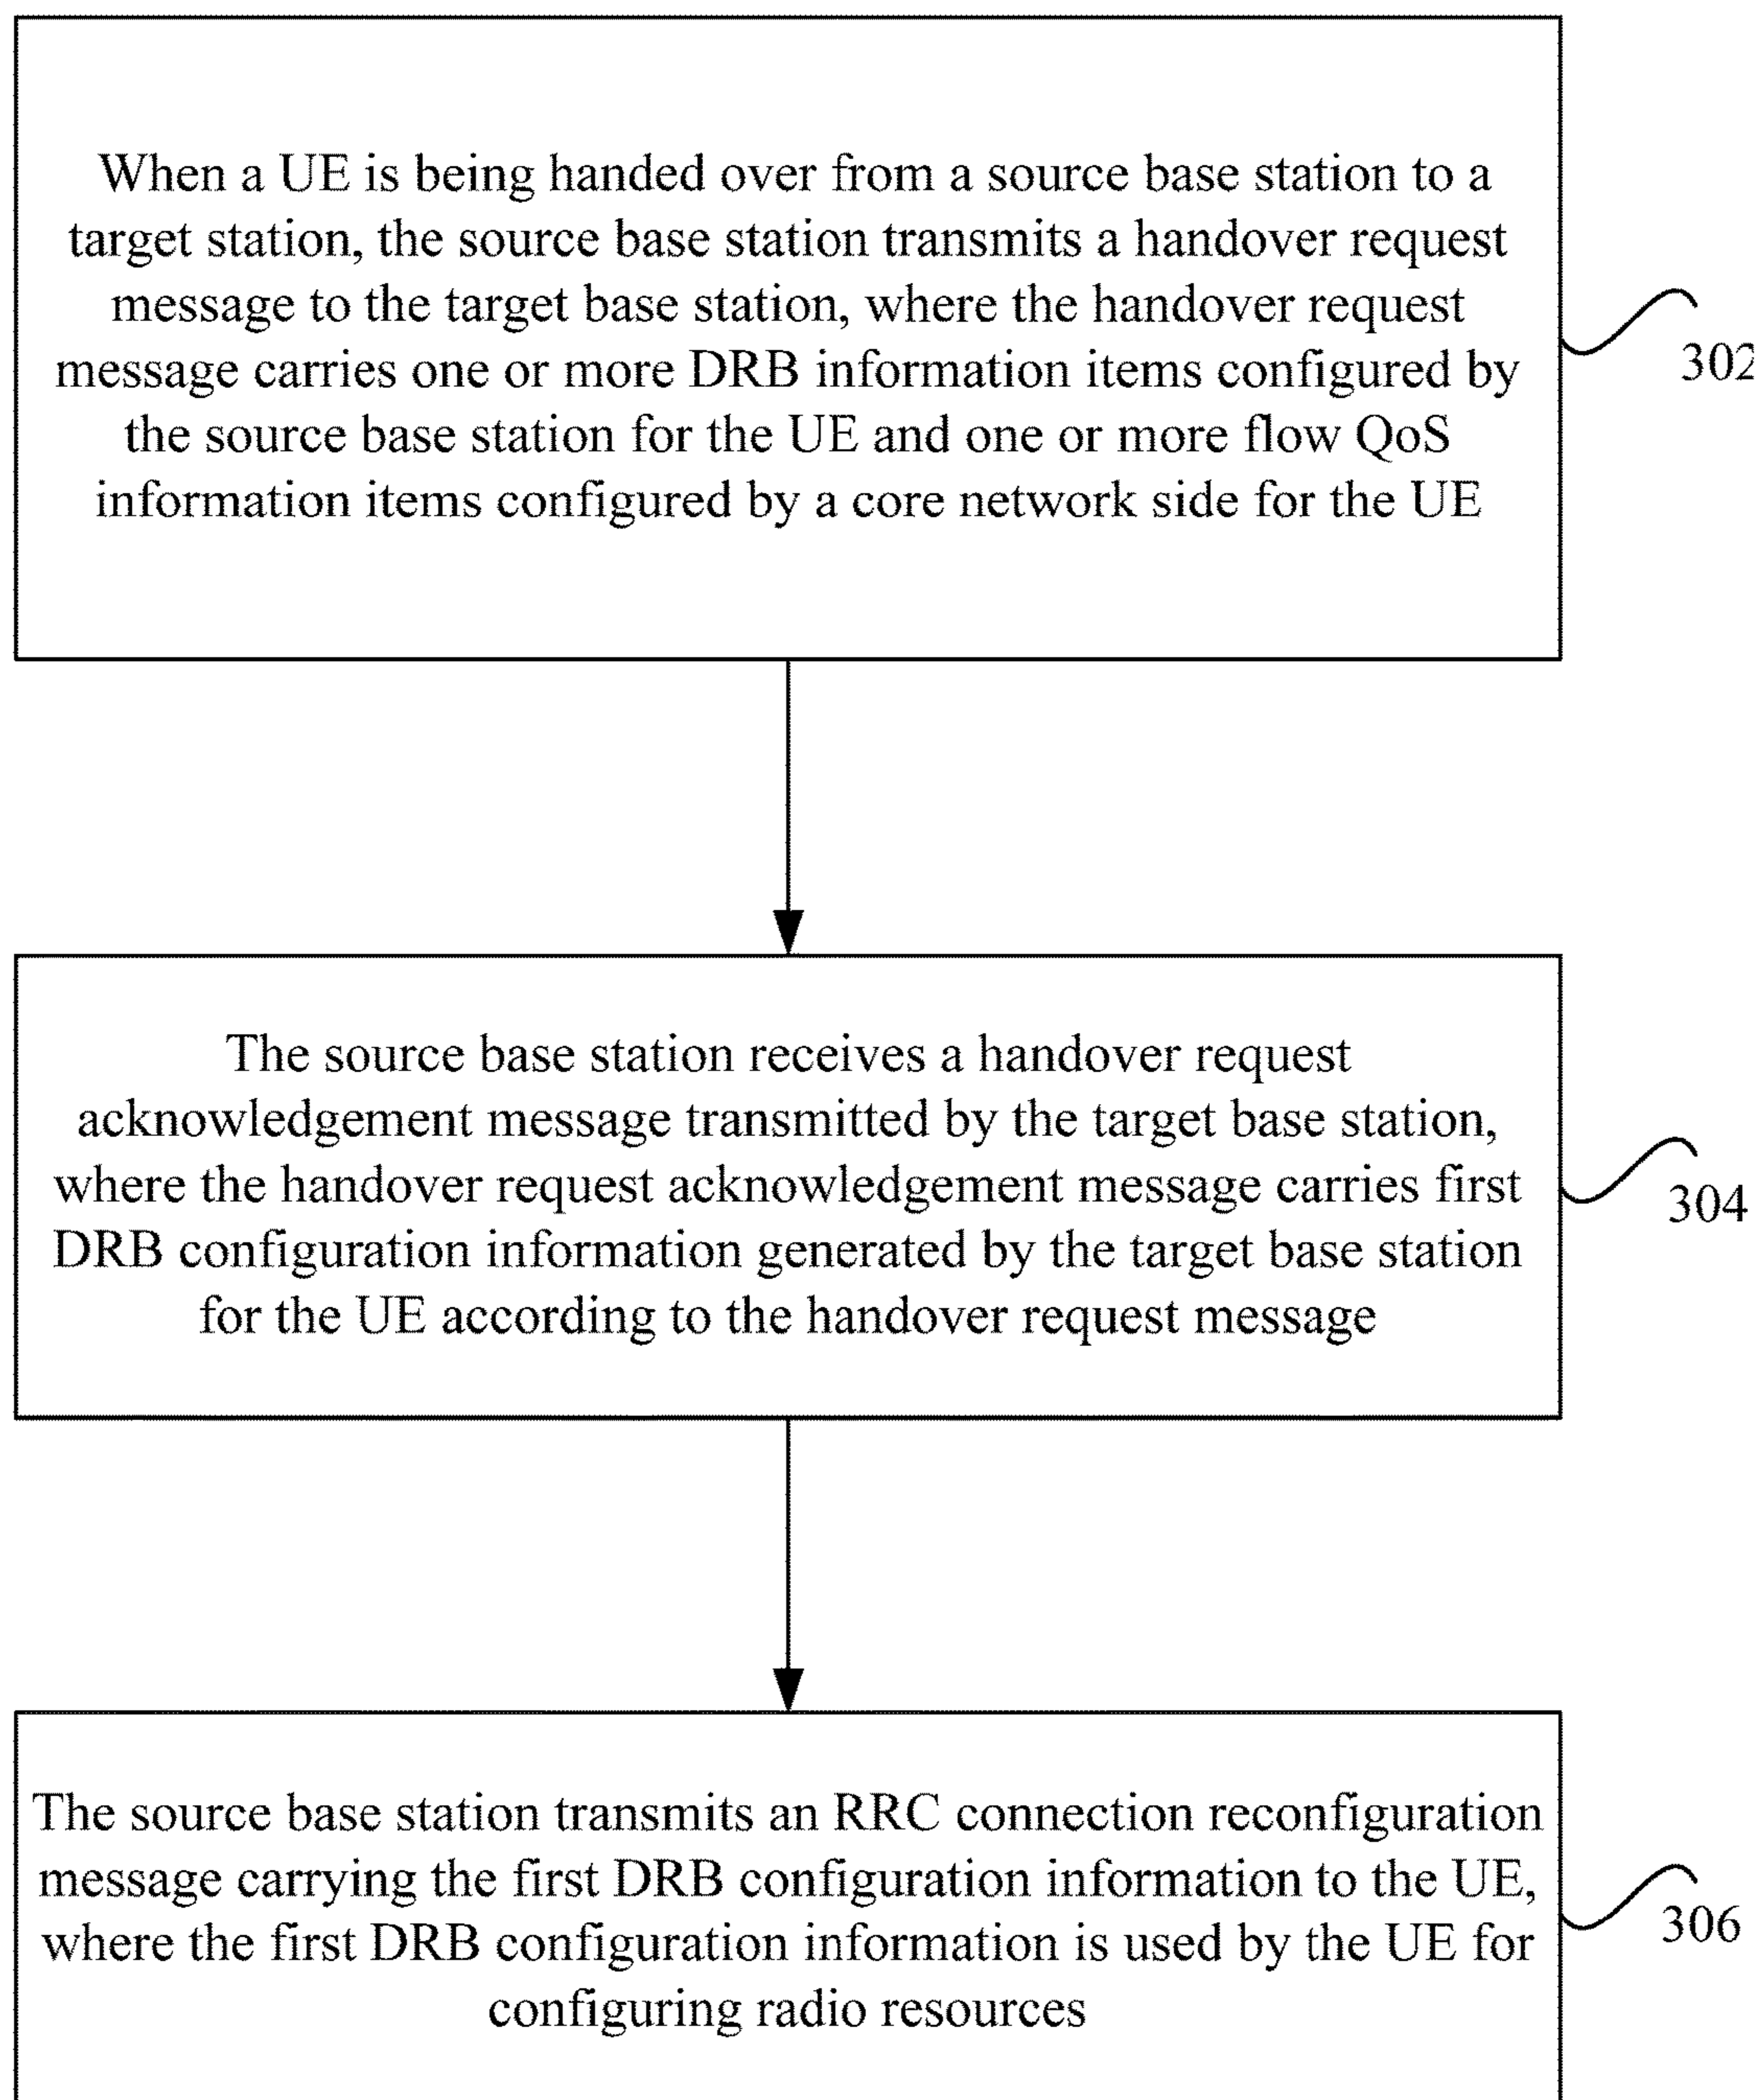 When a UE is being handed over from a source base station to a
target station, the source base station transmits a handover request
message to the target base station, where the handover request
message carries one or more DRB information items configured by
the source base station for the UE and one or more flow QoS
information items configured by a core network side for the UE
302
The source base station receives a handover request
acknowledgement message transmitted by the target base station,
where the handover request acknowledgement message carries first
DRB configuration information generated by the target base station
for the UE according to the handover request message
304
The source base station transmits an RRC connection reconfiguration
message carrying the first DRB configuration information to the UE,
where the first DRB configuration information is used by the UE for
configuring radio resources
306